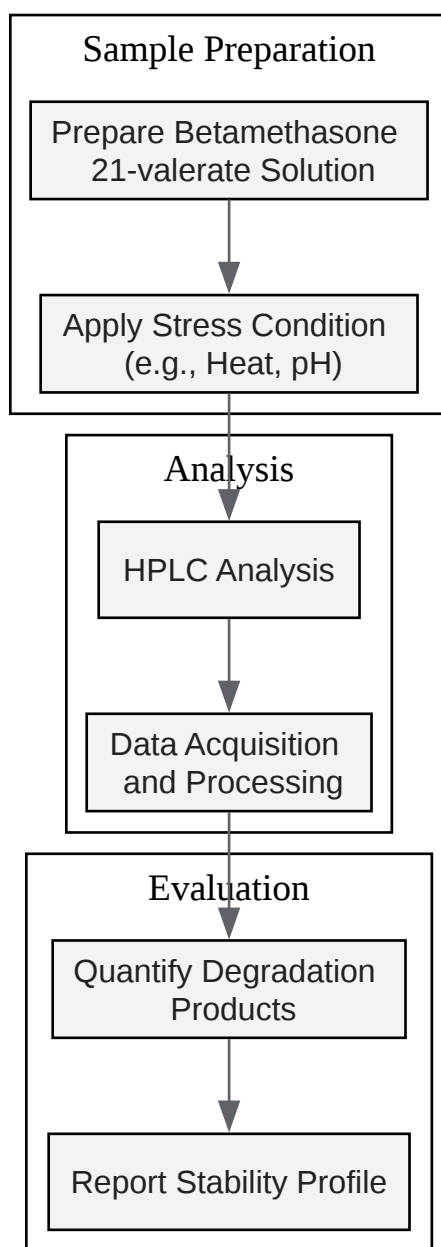 Sample Preparation
Prepare Betamethasone
21-valerate Solution
Apply Stress Condition
(e.g., Heat, pH)
Analysis
HPLC Analysis
Data Acquisition
and Processing
Evaluation
Quantify Degradation
Products
Report Stability Profile